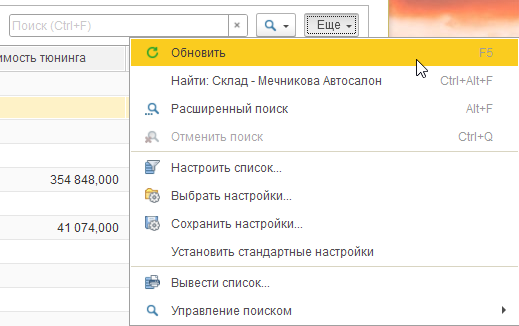 Поиск (Ctrl+F)
×
Еще
имость тюнинга
Обновить F5
Найти: Склад - Мечникова Автосалон Ctrl+Alt+F
Расширенный поиск Alt+F
Отменить поиск Ctrl+Q
Настроить список...
354 848,000
Выбрать настройки...
Сохранить настройки...
41 074,000
Установить стандартные настройки
Вывести список...
Управление поиском